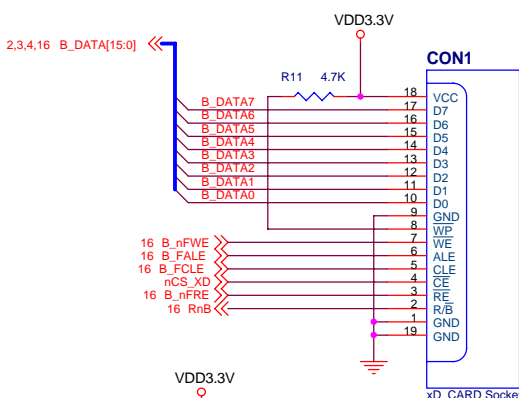 VDD3.3V
2,3,4,16 B_DATA[15:0]
CON1
R11 4.7K
18 VCC
B_DATA7 17 D7
B_DATA6 16 D6
B_DATA5 15 D5
B_DATA4 14 D4
B_DATA3 13 D3
B_DATA2 12 D2
B_DATA1 11 D1
B_DATA0 10 D0
9 GND
8 WP
16 B_nFWE 7 WE
16 B_FALE 6 ALE
16 B_FCLE 5 CLE
nCS_XD 4 CE
16 B_nFRE 3 RE
16 RnB 2 R/B
1 GND
19 GND
VDD3.3V
xD_CARD Socket